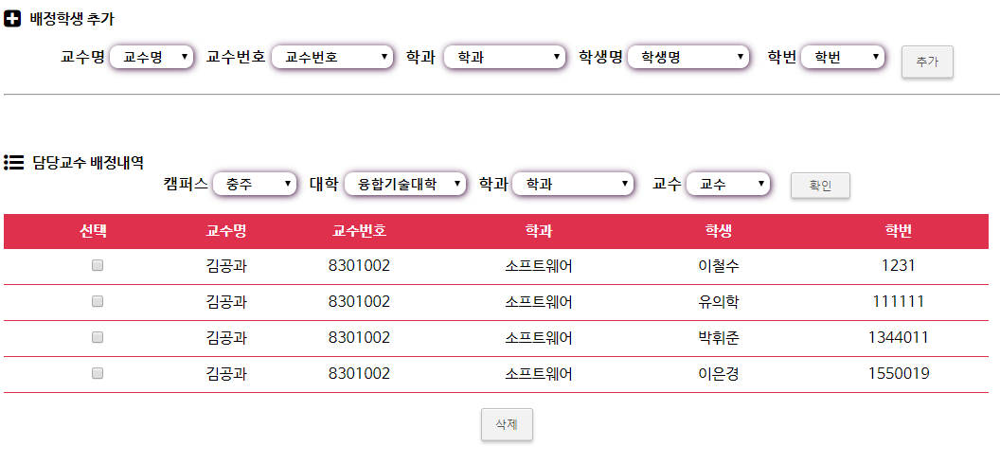 배정학생 추가
교수명 교수명 교수번호 교수번호 학과 학과 학생명 학생명 학번 학번 추가
담당교수 배정내역
캠퍼스 충주 대학 융합기술대학 학과 학과 교수 교수 확인
선택 교수명 교수번호 학과 학생 학번
김공과 8301002 소프트웨어 이철수 1231
김공과 8301002 소프트웨어 유의학 111111
김공과 8301002 소프트웨어 박휘준 1344011
김공과 8301002 소프트웨어 이은경 1550019
삭제